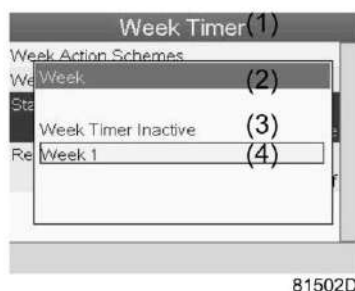 Week Timer (1)
Week Action Schemes
We
Week (2)
Sta
Week Timer Inactive (3)
Re Week 1 (4)
81502D